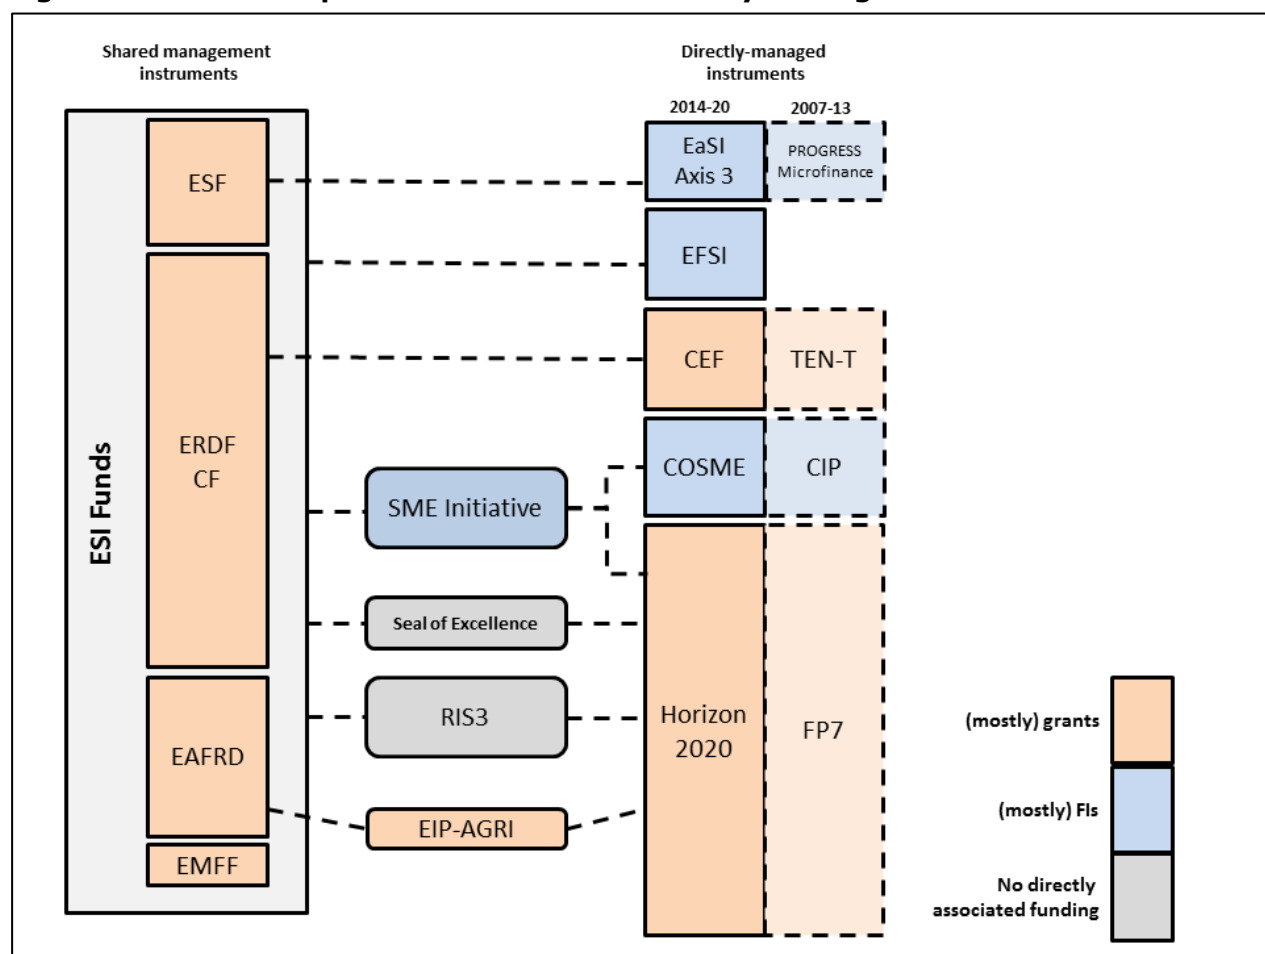 Shared management
instruments
Directly-managed
instruments
2014-20
2007-13
ESI Funds
ESF
ERDF
CF
EAFRD
EMFF
SME Initiative
Seal of Excellence
RIS3
EIP-AGRI
EaSI
Axis 3
PROGRESS
Microfinance
EFSI
CEF
TEN-T
COSME
CIP
Horizon
2020
FP7
(mostly) grants
(mostly) FIs
No directly
associated funding